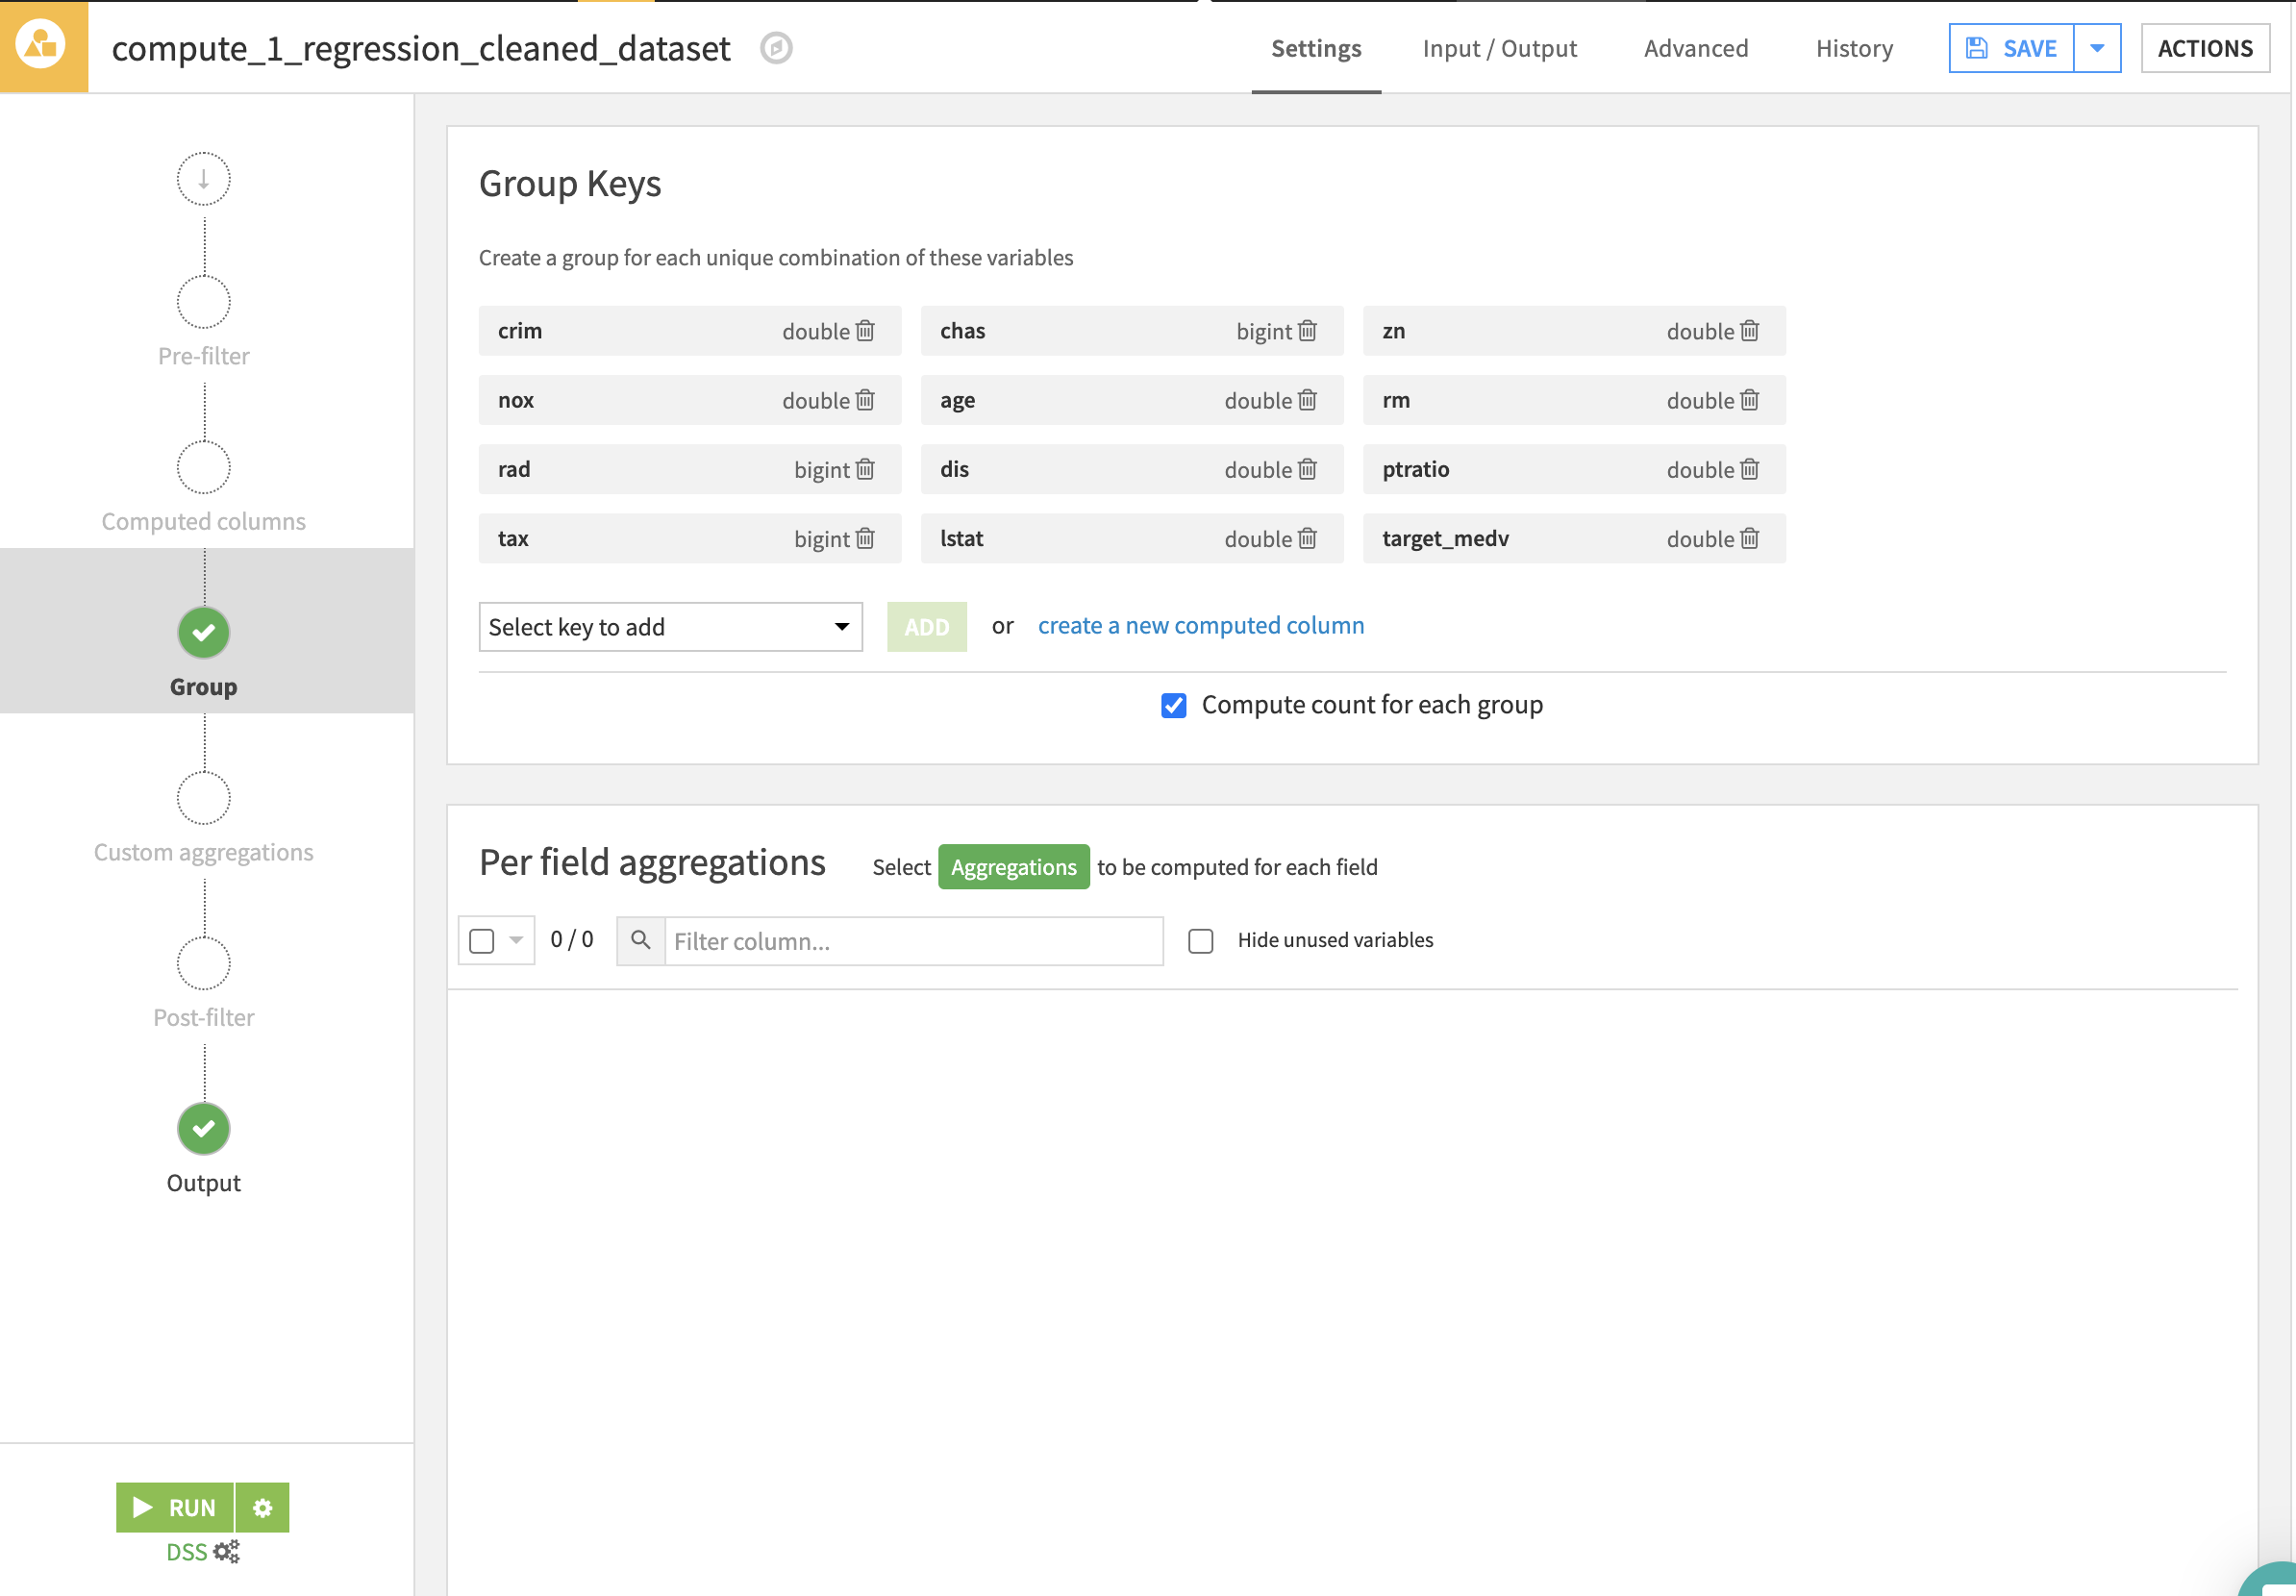 compute_1_regression_cleaned_dataset
Settings Input / Output Advanced History SAVE ACTIONS
Pre-filter
Computed columns
Group
Custom aggregations
Post-filter
Output
RUN
DSS
Group Keys
Create a group for each unique combination of these variables
crim double chas bigint zn double
nox double age double rm double
rad bigint dis double ptratio double
tax bigint lstat double target_medv double
Select key to add ADD or create a new computed column
Compute count for each group
Per field aggregations Select Aggregations to be computed for each field
0 / 0 Filter column... Hide unused variables